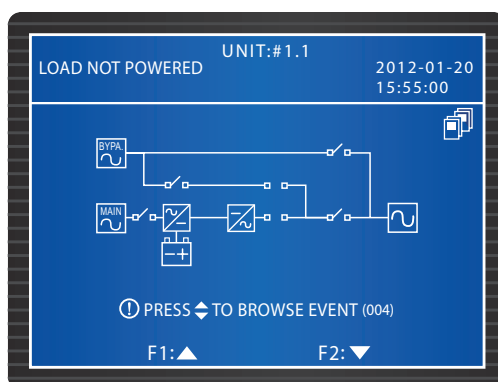 UNIT:#1.1
LOAD NOT POWERED
2012-01-20
15:55:00
BYPA.
MAIN
PRESS TO BROWSE EVENT (004)
F1: F2: